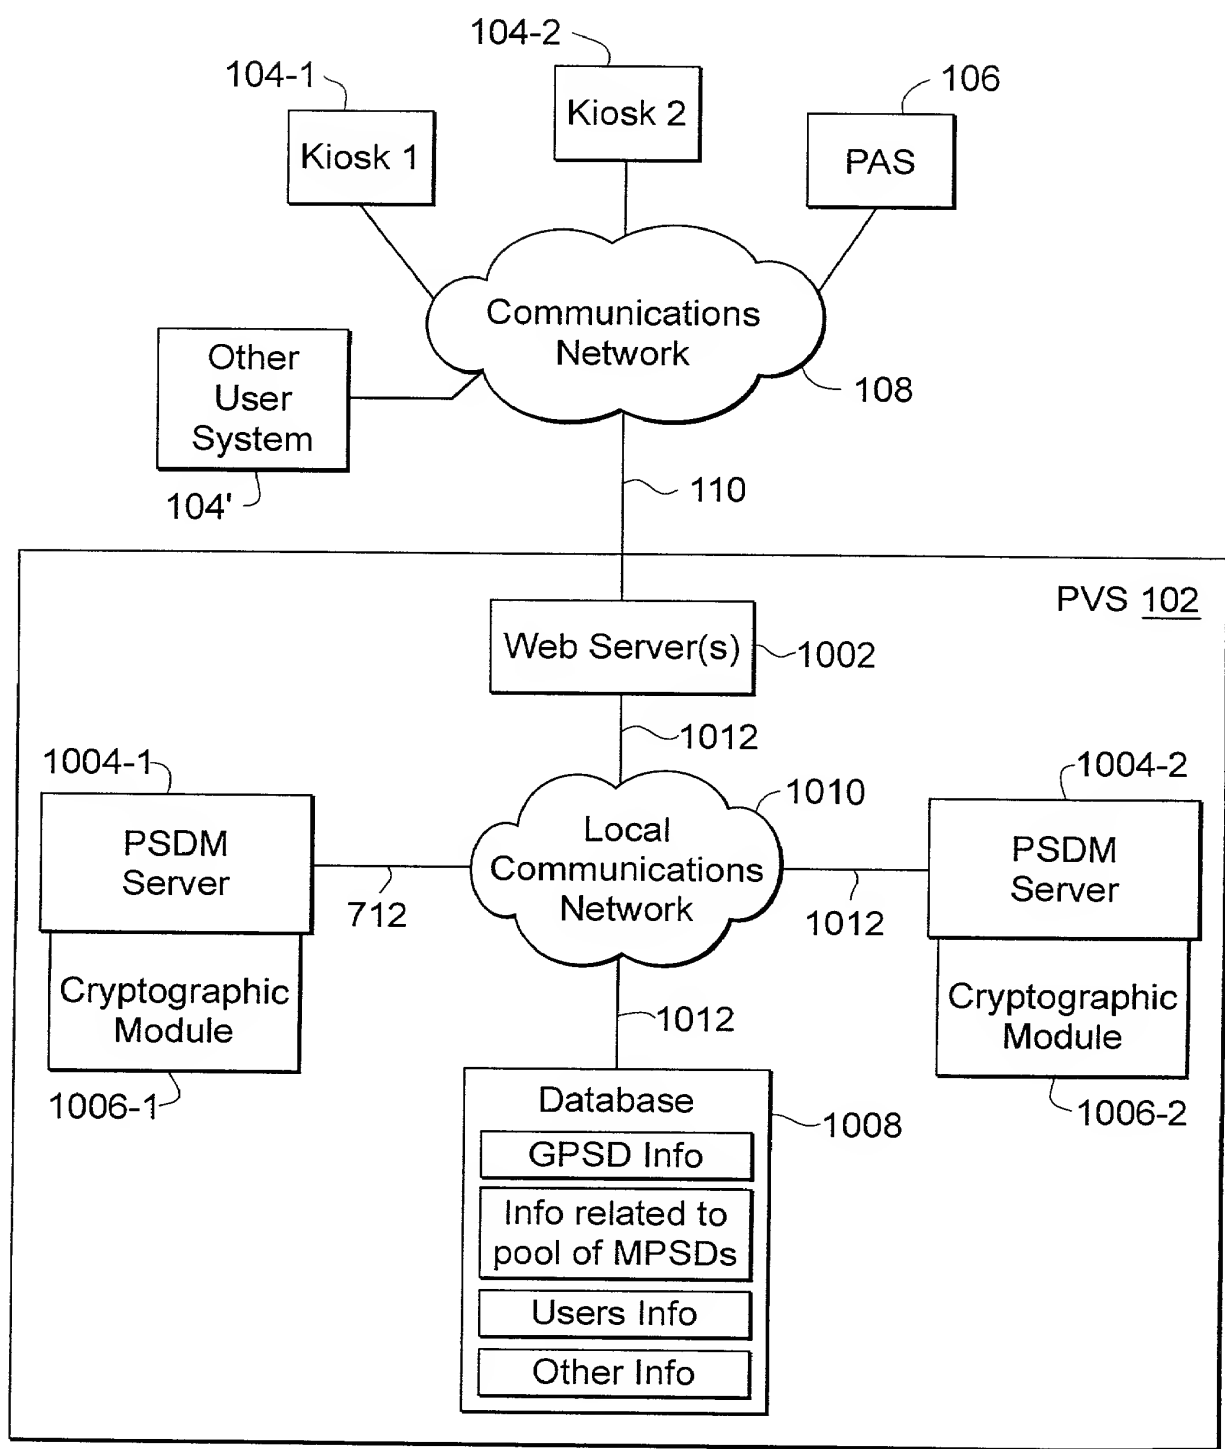 104-2
104-1
106
Kiosk 2
Kiosk 1
PAS
Communications
Network
Other
User
System
108
104'
110
PVS 102
Web Server(s)
1002
1012
1004-1
1004-2
1010
PSDM
Server
Local
Communications
Network
PSDM
Server
712
1012
Cryptographic
Module
Cryptographic
Module
1012
1006-1
1006-2
Database
1008
GPSD Info
Info related to
pool of MPSDs
Users Info
Other Info